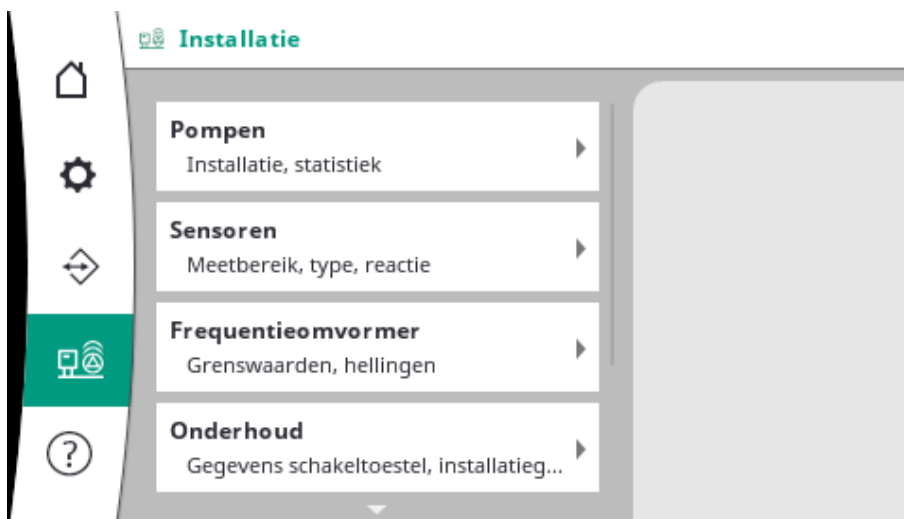 Installatie
Pompen
Installatie, statistiek
Sensoren
Meetbereik, type, reactie
Frequentieomvormer
Grenswaarden, hellingen
Onderhoud
Gegevens schakeltoestel, installatieg...
?